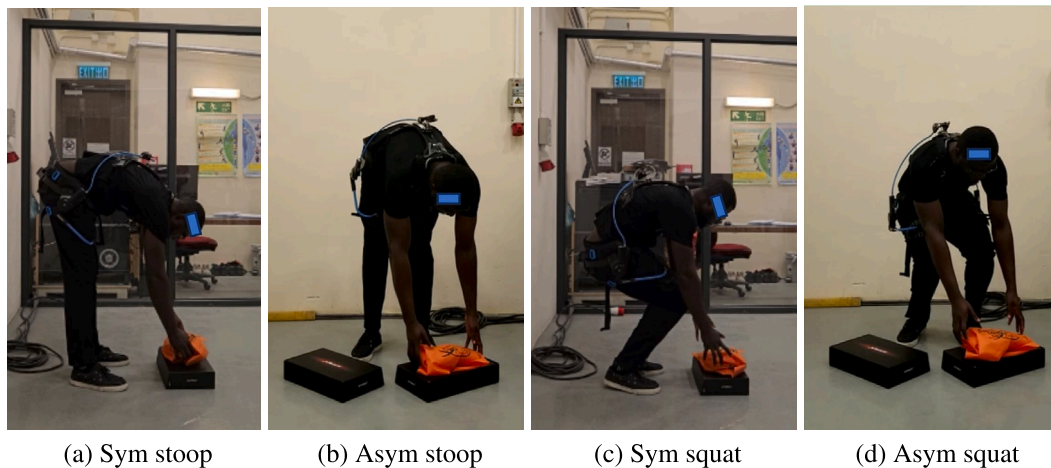 EXIT
EXIT
(a) Sym stoop
(b) Asym stoop
(c) Sym squat
(d) Asym squat